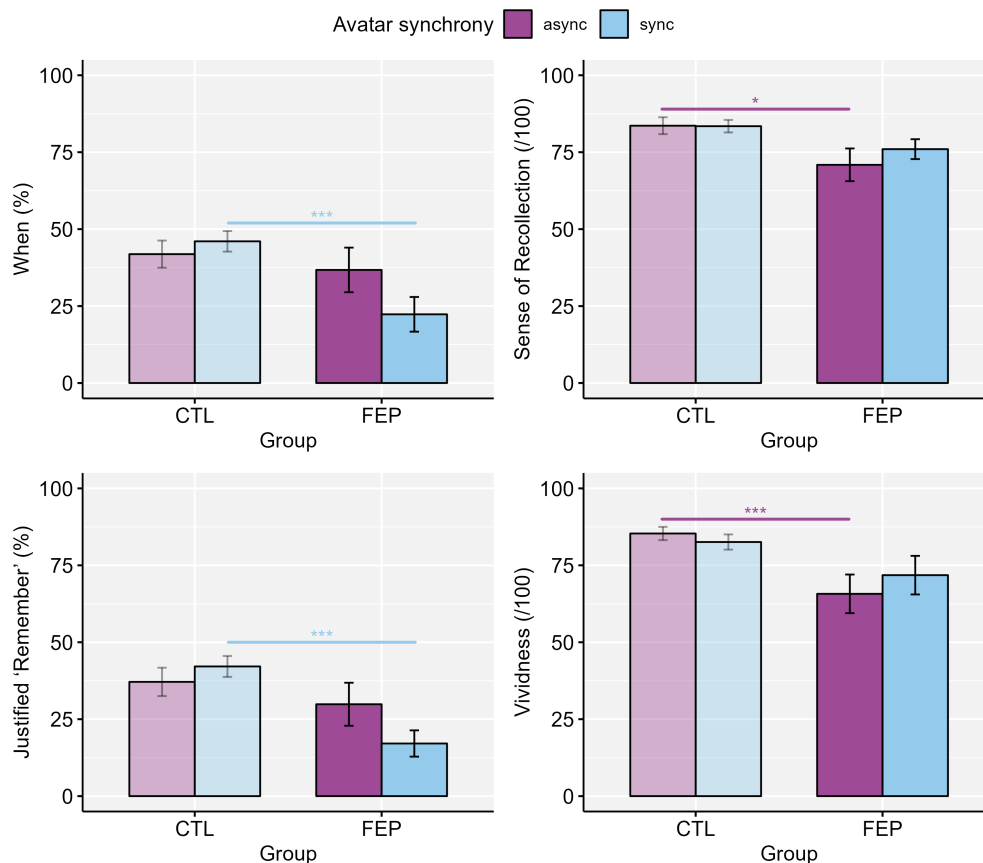 Avatar synchrony async sync
When (%)
100
75
50
25
0
***
CTL FEP
Group
Sense of Recollection (/100)
100
75
50
25
0
*
CTL FEP
Group
Justified ‘Remember’ (%)
100
75
50
25
0
***
CTL FEP
Group
Vividness (/100)
100
75
50
25
0
***
CTL FEP
Group